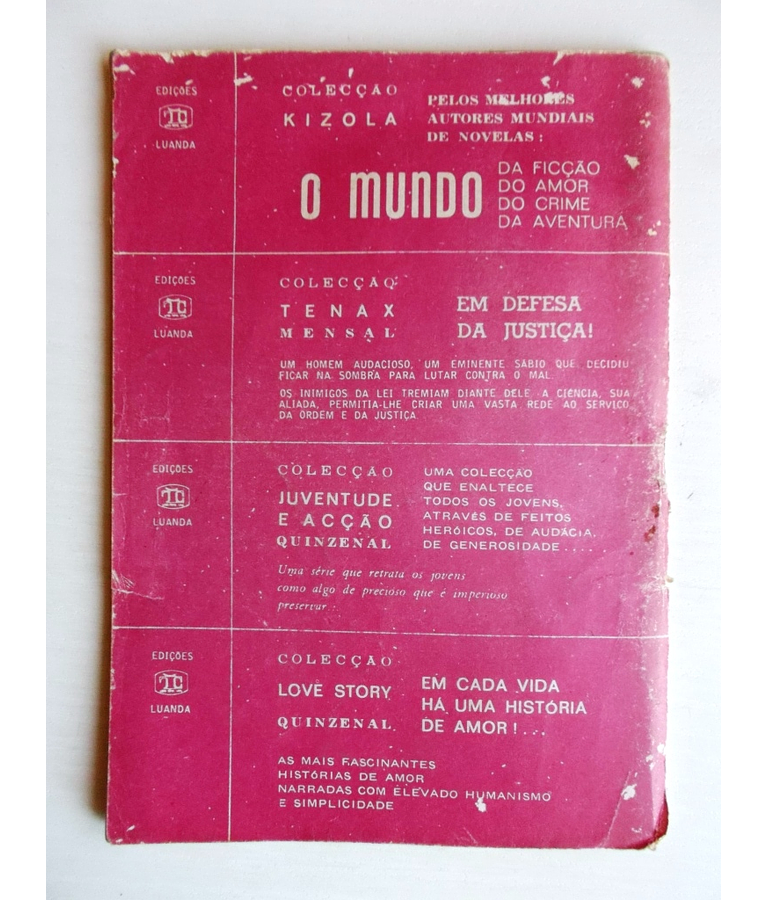 EDIÇÕES
LUANDA
COLECÇÃO
KIZOLA
PELOS MELHORES
AUTORES MUNDIAIS
DE NOVELAS:
O MUNDO
DA FICÇÃO
DO AMOR
DO CRIME
DA AVENTURA
EDIÇÕES
LUANDA
COLECÇÃO
TENAX
MENSAL
EM DEFESA
DA JUSTIÇA!
UM HOMEM AUDACIOSO, UM EMINENTE SÁBIO QUE DECIDIU
FICAR NA SOMBRA PARA LUTAR CONTRA O MAL.
OS INIMIGOS DA LEI TREMIAM DIANTE DELE A CIÊNCIA, SUA
ALIADA, PERMITIA-LHE CRIAR UMA VASTA REDE AO SERVIÇO
DA ORDEM E DA JUSTIÇA
EDIÇÕES
LUANDA
COLECÇÃO
JUVENTUDE
E ACÇÃO
QUINZENAL
UMA COLECÇÃO
QUE ENALTECE
TODOS OS JOVENS,
ATRAVÉS DE FEITOS
HERÓICOS, DE AUDÁCIA,
DE GENEROSIDADE....
Uma série que retrata os jovens
como algo de precioso que é imperioso
preservar...
EDIÇÕES
LUANDA
COLECÇÃO
LOVE STORY
QUINZENAL
EM CADA VIDA
HÁ UMA HISTÓRIA
DE AMOR!...
AS MAIS FASCINANTES
HISTÓRIAS DE AMOR
NARRADAS COM ELEVADO HUMANISMO
E SIMPLICIDADE